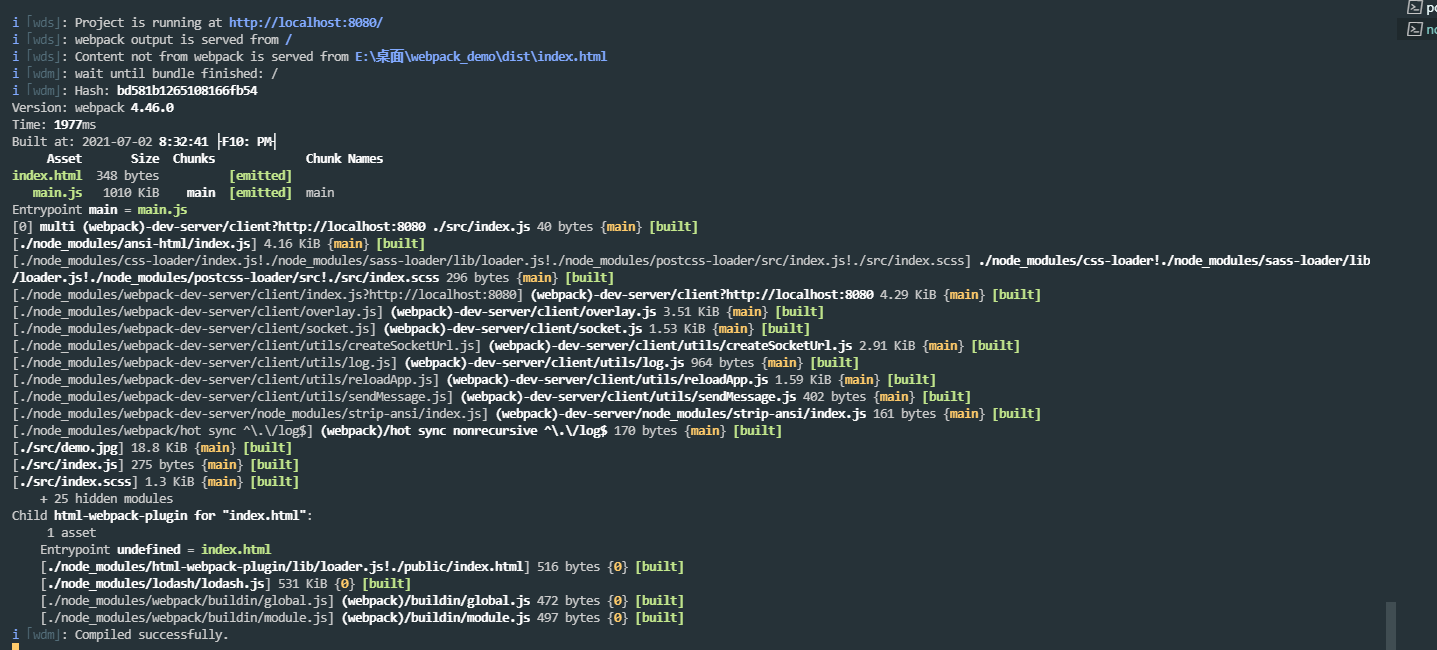 i ｢wds｣: Project is running at http://localhost:8080/
i ｢wds｣: webpack output is served from /
i ｢wds｣: Content not from webpack is served from E:\桌面\webpack_demo\dist\index.html
i ｢wdm｣: wait until bundle finished: /
i ｢wdm｣: Hash: bd581b1265108166fb54
Version: webpack 4.46.0
Time: 1977ms
Built at: 2021-07-02 8:32:41 ├F10: PM┤
Asset Size Chunks Chunk Names
index.html 348 bytes [emitted]
main.js 1010 KiB main [emitted] main
Entrypoint main = main.js
[0] multi (webpack)-dev-server/client?http://localhost:8080 ./src/index.js 40 bytes {main} [built]
[./node_modules/ansi-html/index.js] 4.16 KiB {main} [built]
[./node_modules/css-loader/index.js!./node_modules/sass-loader/lib/loader.js!./node_modules/postcss-loader/src/index.js!./src/index.scss] ./node_modules/css-loader!./node_modules/sass-loader/lib
/loader.js!./node_modules/postcss-loader/src!./src/index.scss 296 bytes {main} [built]
[./node_modules/webpack-dev-server/client/index.js?http://localhost:8080] (webpack)-dev-server/client?http://localhost:8080 4.29 KiB {main} [built]
[./node_modules/webpack-dev-server/client/overlay.js] (webpack)-dev-server/client/overlay.js 3.51 KiB {main} [built]
[./node_modules/webpack-dev-server/client/socket.js] (webpack)-dev-server/client/socket.js 1.53 KiB {main} [built]
[./node_modules/webpack-dev-server/client/utils/createSocketUrl.js] (webpack)-dev-server/client/utils/createSocketUrl.js 2.91 KiB {main} [built]
[./node_modules/webpack-dev-server/client/utils/log.js] (webpack)-dev-server/client/utils/log.js 964 bytes {main} [built]
[./node_modules/webpack-dev-server/client/utils/reloadApp.js] (webpack)-dev-server/client/utils/reloadApp.js 1.59 KiB {main} [built]
[./node_modules/webpack-dev-server/client/utils/sendMessage.js] (webpack)-dev-server/client/utils/sendMessage.js 402 bytes {main} [built]
[./node_modules/webpack-dev-server/node_modules/strip-ansi/index.js] (webpack)-dev-server/node_modules/strip-ansi/index.js 161 bytes {main} [built]
[./node_modules/webpack/hot sync ^\.\/log$] (webpack)/hot sync nonrecursive ^\.\/log$ 170 bytes {main} [built]
[./src/demo.jpg] 18.8 KiB {main} [built]
[./src/index.js] 275 bytes {main} [built]
[./src/index.scss] 1.3 KiB {main} [built]
+ 25 hidden modules
Child html-webpack-plugin for "index.html":
1 asset
Entrypoint undefined = index.html
[./node_modules/html-webpack-plugin/lib/loader.js!./public/index.html] 516 bytes {0} [built]
[./node_modules/lodash/lodash.js] 531 KiB {0} [built]
[./node_modules/webpack/buildin/global.js] (webpack)/buildin/global.js 472 bytes {0} [built]
[./node_modules/webpack/buildin/module.js] (webpack)/buildin/module.js 497 bytes {0} [built]
i ｢wdm｣: Compiled successfully.